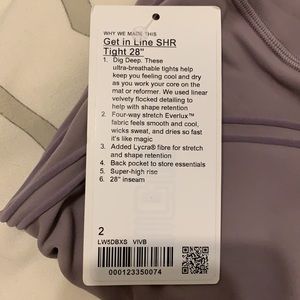 WHY WE MADE THIS
Get in Line SHR
Tight 28"
1. Dig Deep. These
ultra-breathable tights help
keep you feeling cool and dry
as you work your core on the
mat or reformer. We used linear
velvety flocked detailing to help
with shape retention
2. Four-way stretch Everlux™
fabric feels smooth and cool,
wicks sweat, and dries so fast
it's like magic
3. Added Lycra® fibre for stretch
and shape retention
4. Back pocket to store essentials
5. Super-high rise
6. 28" inseam
2
LW5DBXS VIVB
000123350074